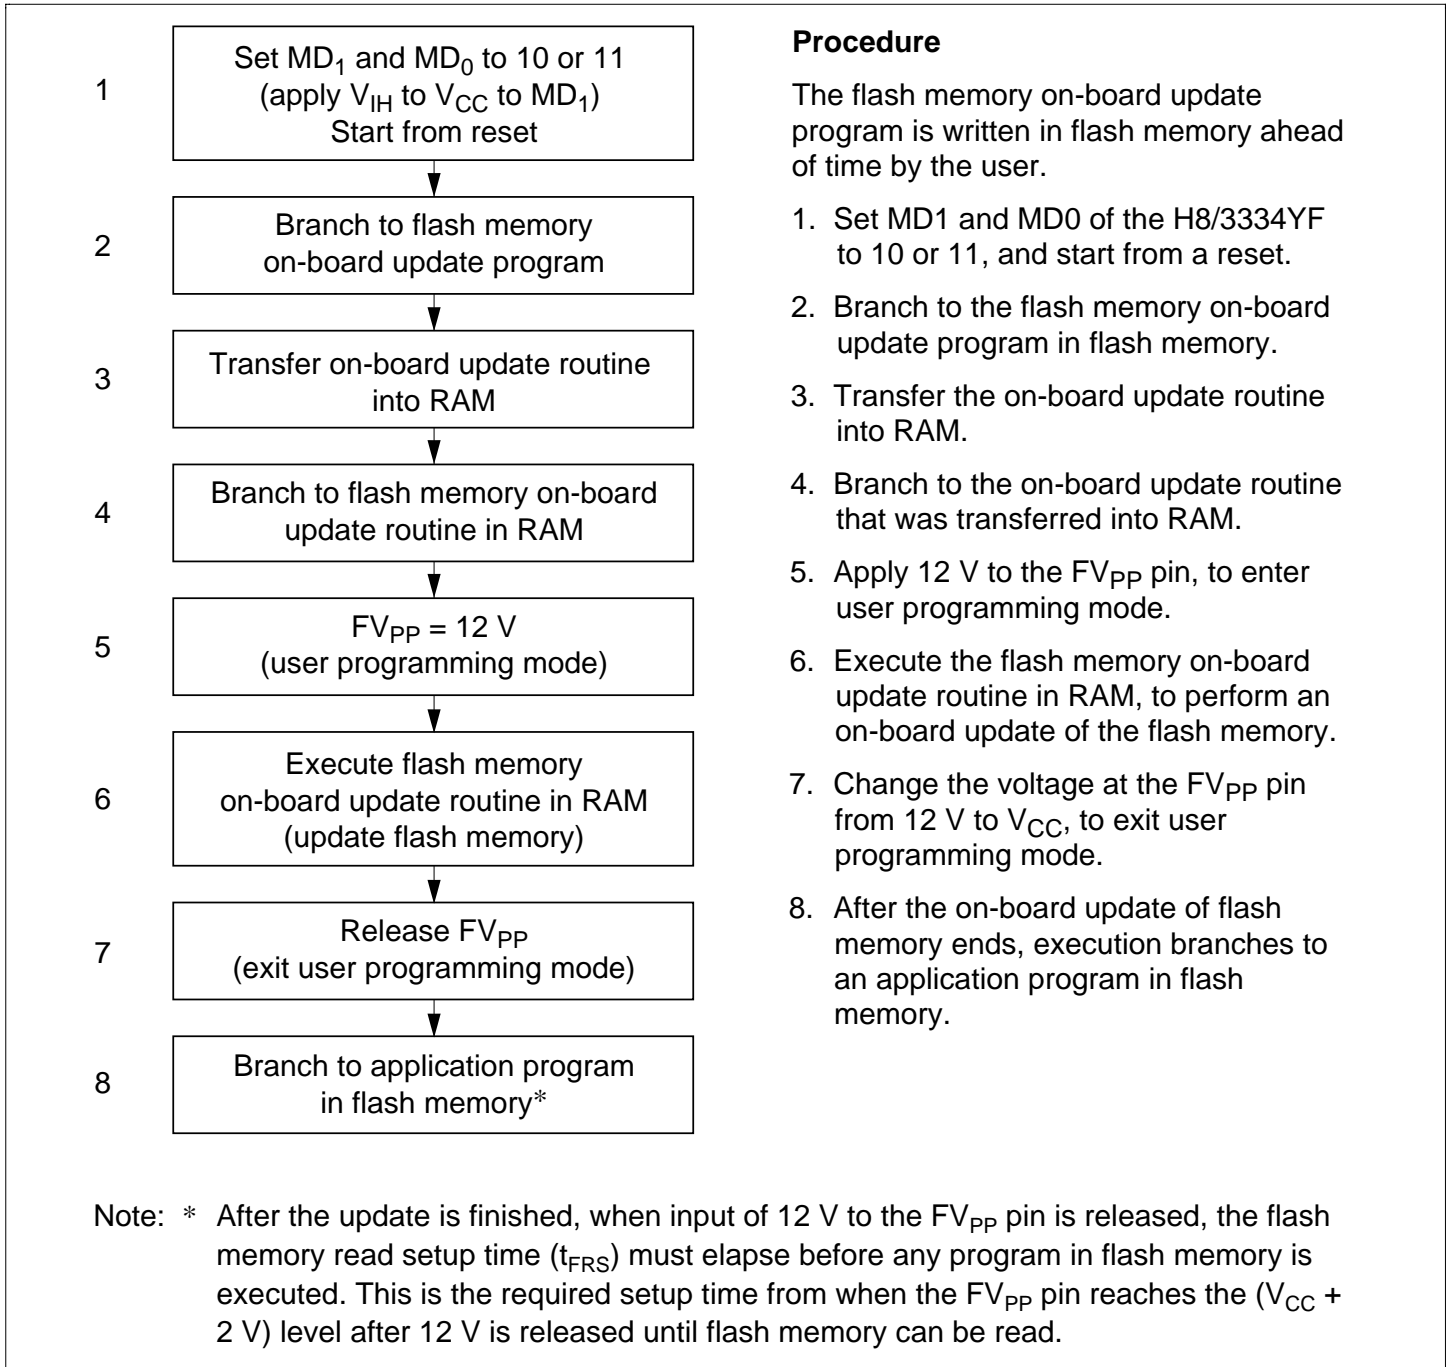 1
Set MD₁ and MD₀ to 10 or 11
(apply V_IH to V_CC to MD₁)
Start from reset
2
Branch to flash memory
on-board update program
3
Transfer on-board update routine
into RAM
4
Branch to flash memory on-board
update routine in RAM
5
FV_PP = 12 V
(user programming mode)
6
Execute flash memory
on-board update routine in RAM
(update flash memory)
7
Release FV_PP
(exit user programming mode)
8
Branch to application program
in flash memory*
Procedure
The flash memory on-board update
program is written in flash memory ahead
of time by the user.
1. Set MD1 and MD0 of the H8/3334YF
to 10 or 11, and start from a reset.
2. Branch to the flash memory on-board
update program in flash memory.
3. Transfer the on-board update routine
into RAM.
4. Branch to the on-board update routine
that was transferred into RAM.
5. Apply 12 V to the FV_PP pin, to enter
user programming mode.
6. Execute the flash memory on-board
update routine in RAM, to perform an
on-board update of the flash memory.
7. Change the voltage at the FV_PP pin
from 12 V to V_CC, to exit user
programming mode.
8. After the on-board update of flash
memory ends, execution branches to
an application program in flash
memory.
Note: * After the update is finished, when input of 12 V to the FV_PP pin is released, the flash
memory read setup time (t_FRS) must elapse before any program in flash memory is
executed. This is the required setup time from when the FV_PP pin reaches the (V_CC +
2 V) level after 12 V is released until flash memory can be read.